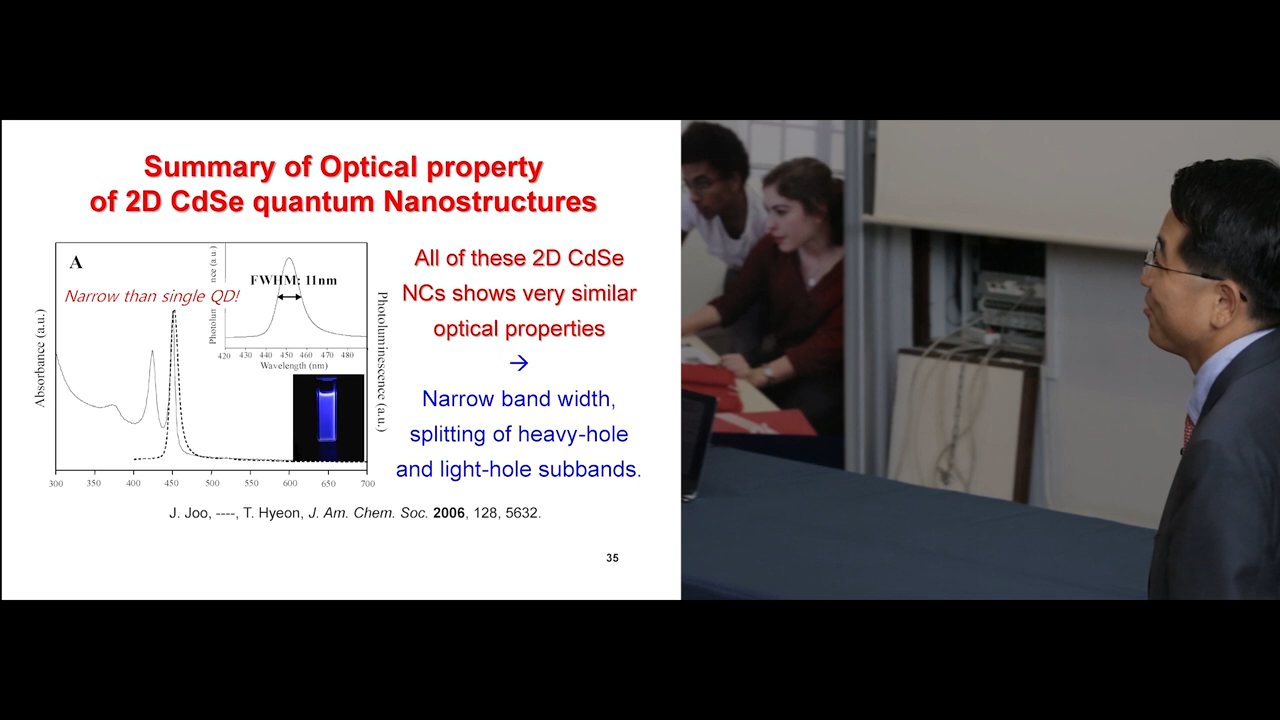 Summary of Optical property
of 2D CdSe quantum Nanostructures
A
Narrow than single QD!
FWHM: 11nm
420 430 440 450 460 470 480
Wavelength (nm)
Absorbance (a.u.)
Photoluminescence (a.u.)
300 350 400 450 500 550 600 650 700
All of these 2D CdSe
NCs shows very similar
optical properties
→
Narrow band width,
splitting of heavy-hole
and light-hole subbands.
J. Joo, ----, T. Hyeon, J. Am. Chem. Soc. 2006, 128, 5632.
35